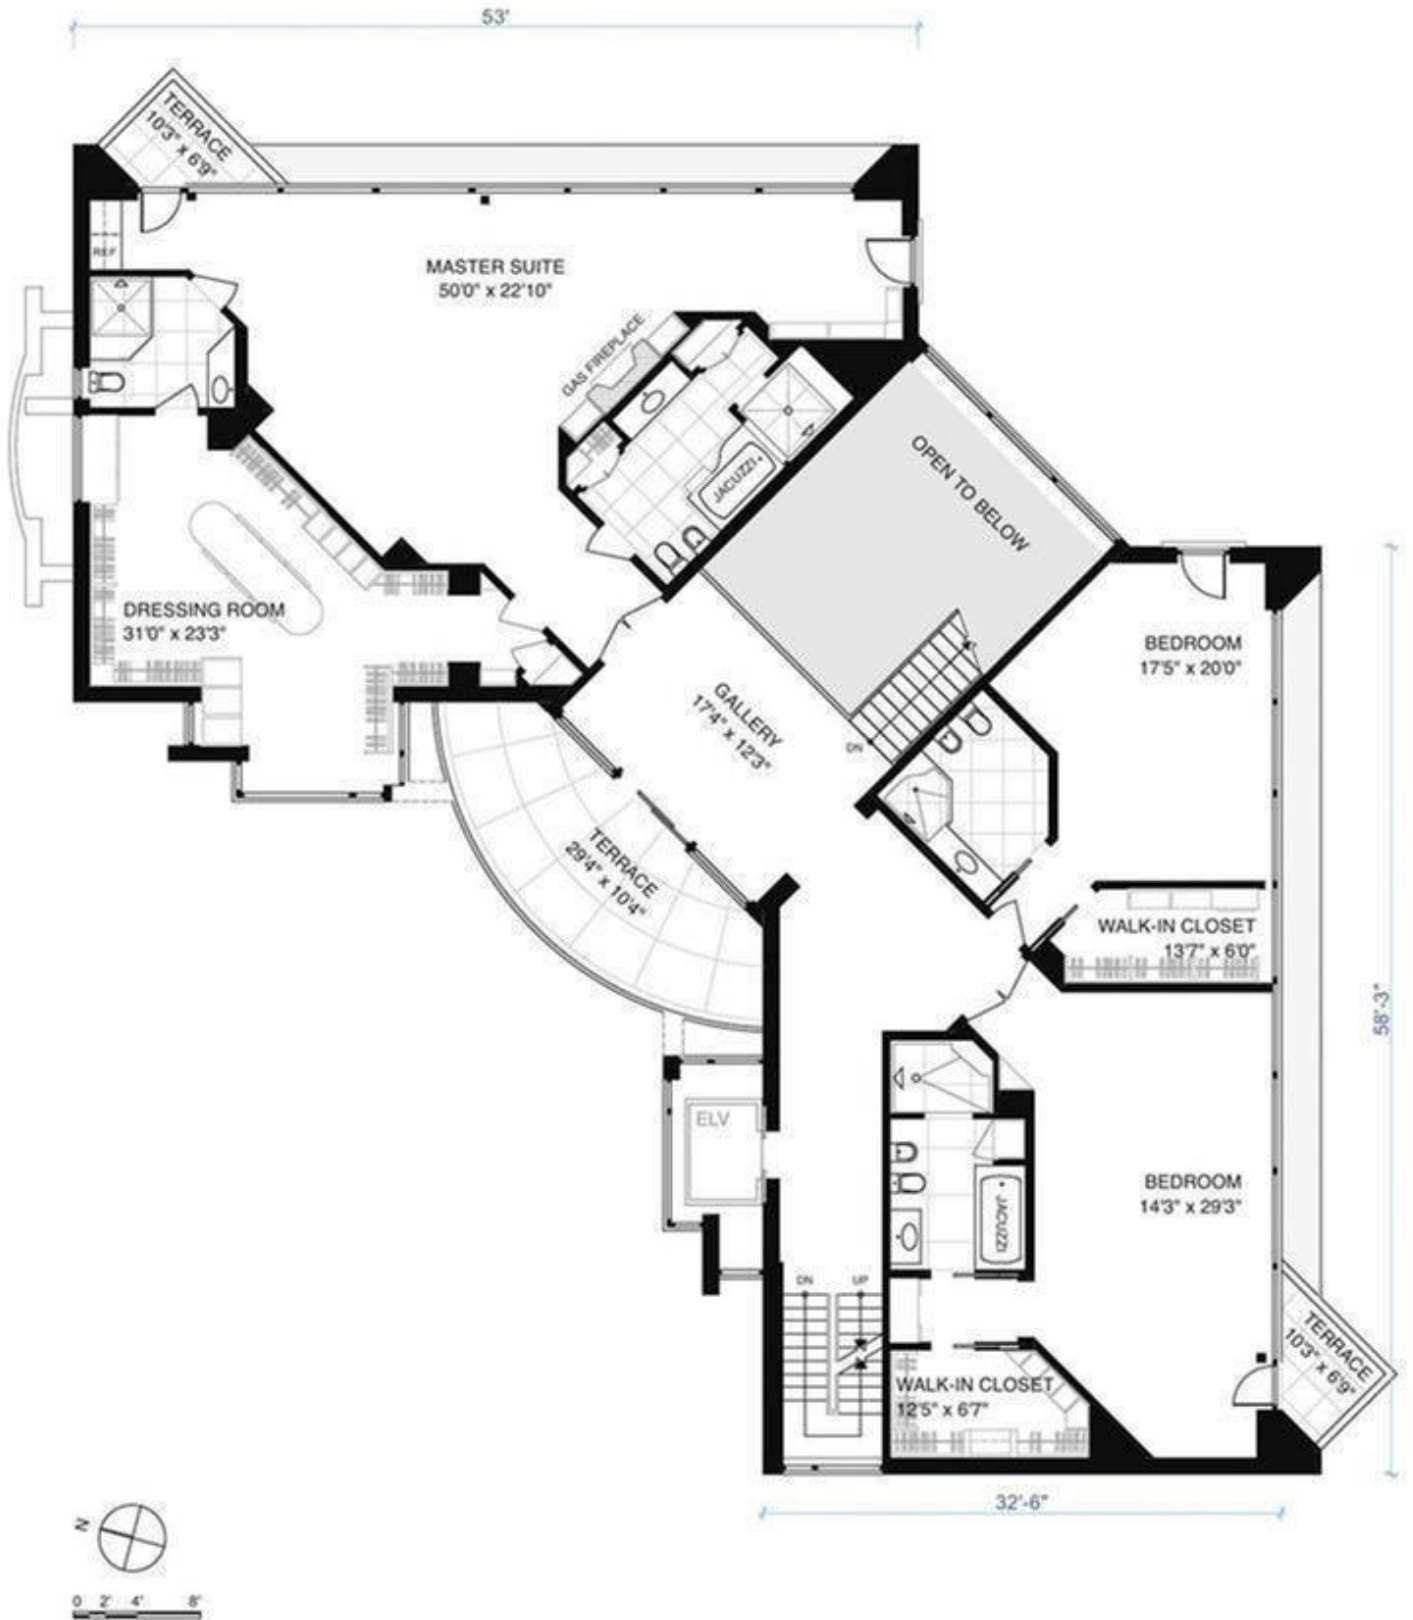 53'
TERRACE
10'3" x 6'9"
REF
MASTER SUITE
50'0" x 22'10"
GAS FIREPLACE
JACUZZI
OPEN TO BELOW
DRESSING ROOM
31'0" x 23'3"
BEDROOM
17'5" x 20'0"
GALLERY
17'4" x 12'3"
DN
TERRACE
29'4" x 10'4"
WALK-IN CLOSET
13'7" x 6'0"
58'-3"
ELV
BEDROOM
14'3" x 29'3"
JACUZZI
DN
UP
TERRACE
10'3" x 6'9"
WALK-IN CLOSET
12'5" x 6'7"
32'-6"
N
0 2' 4' 8'